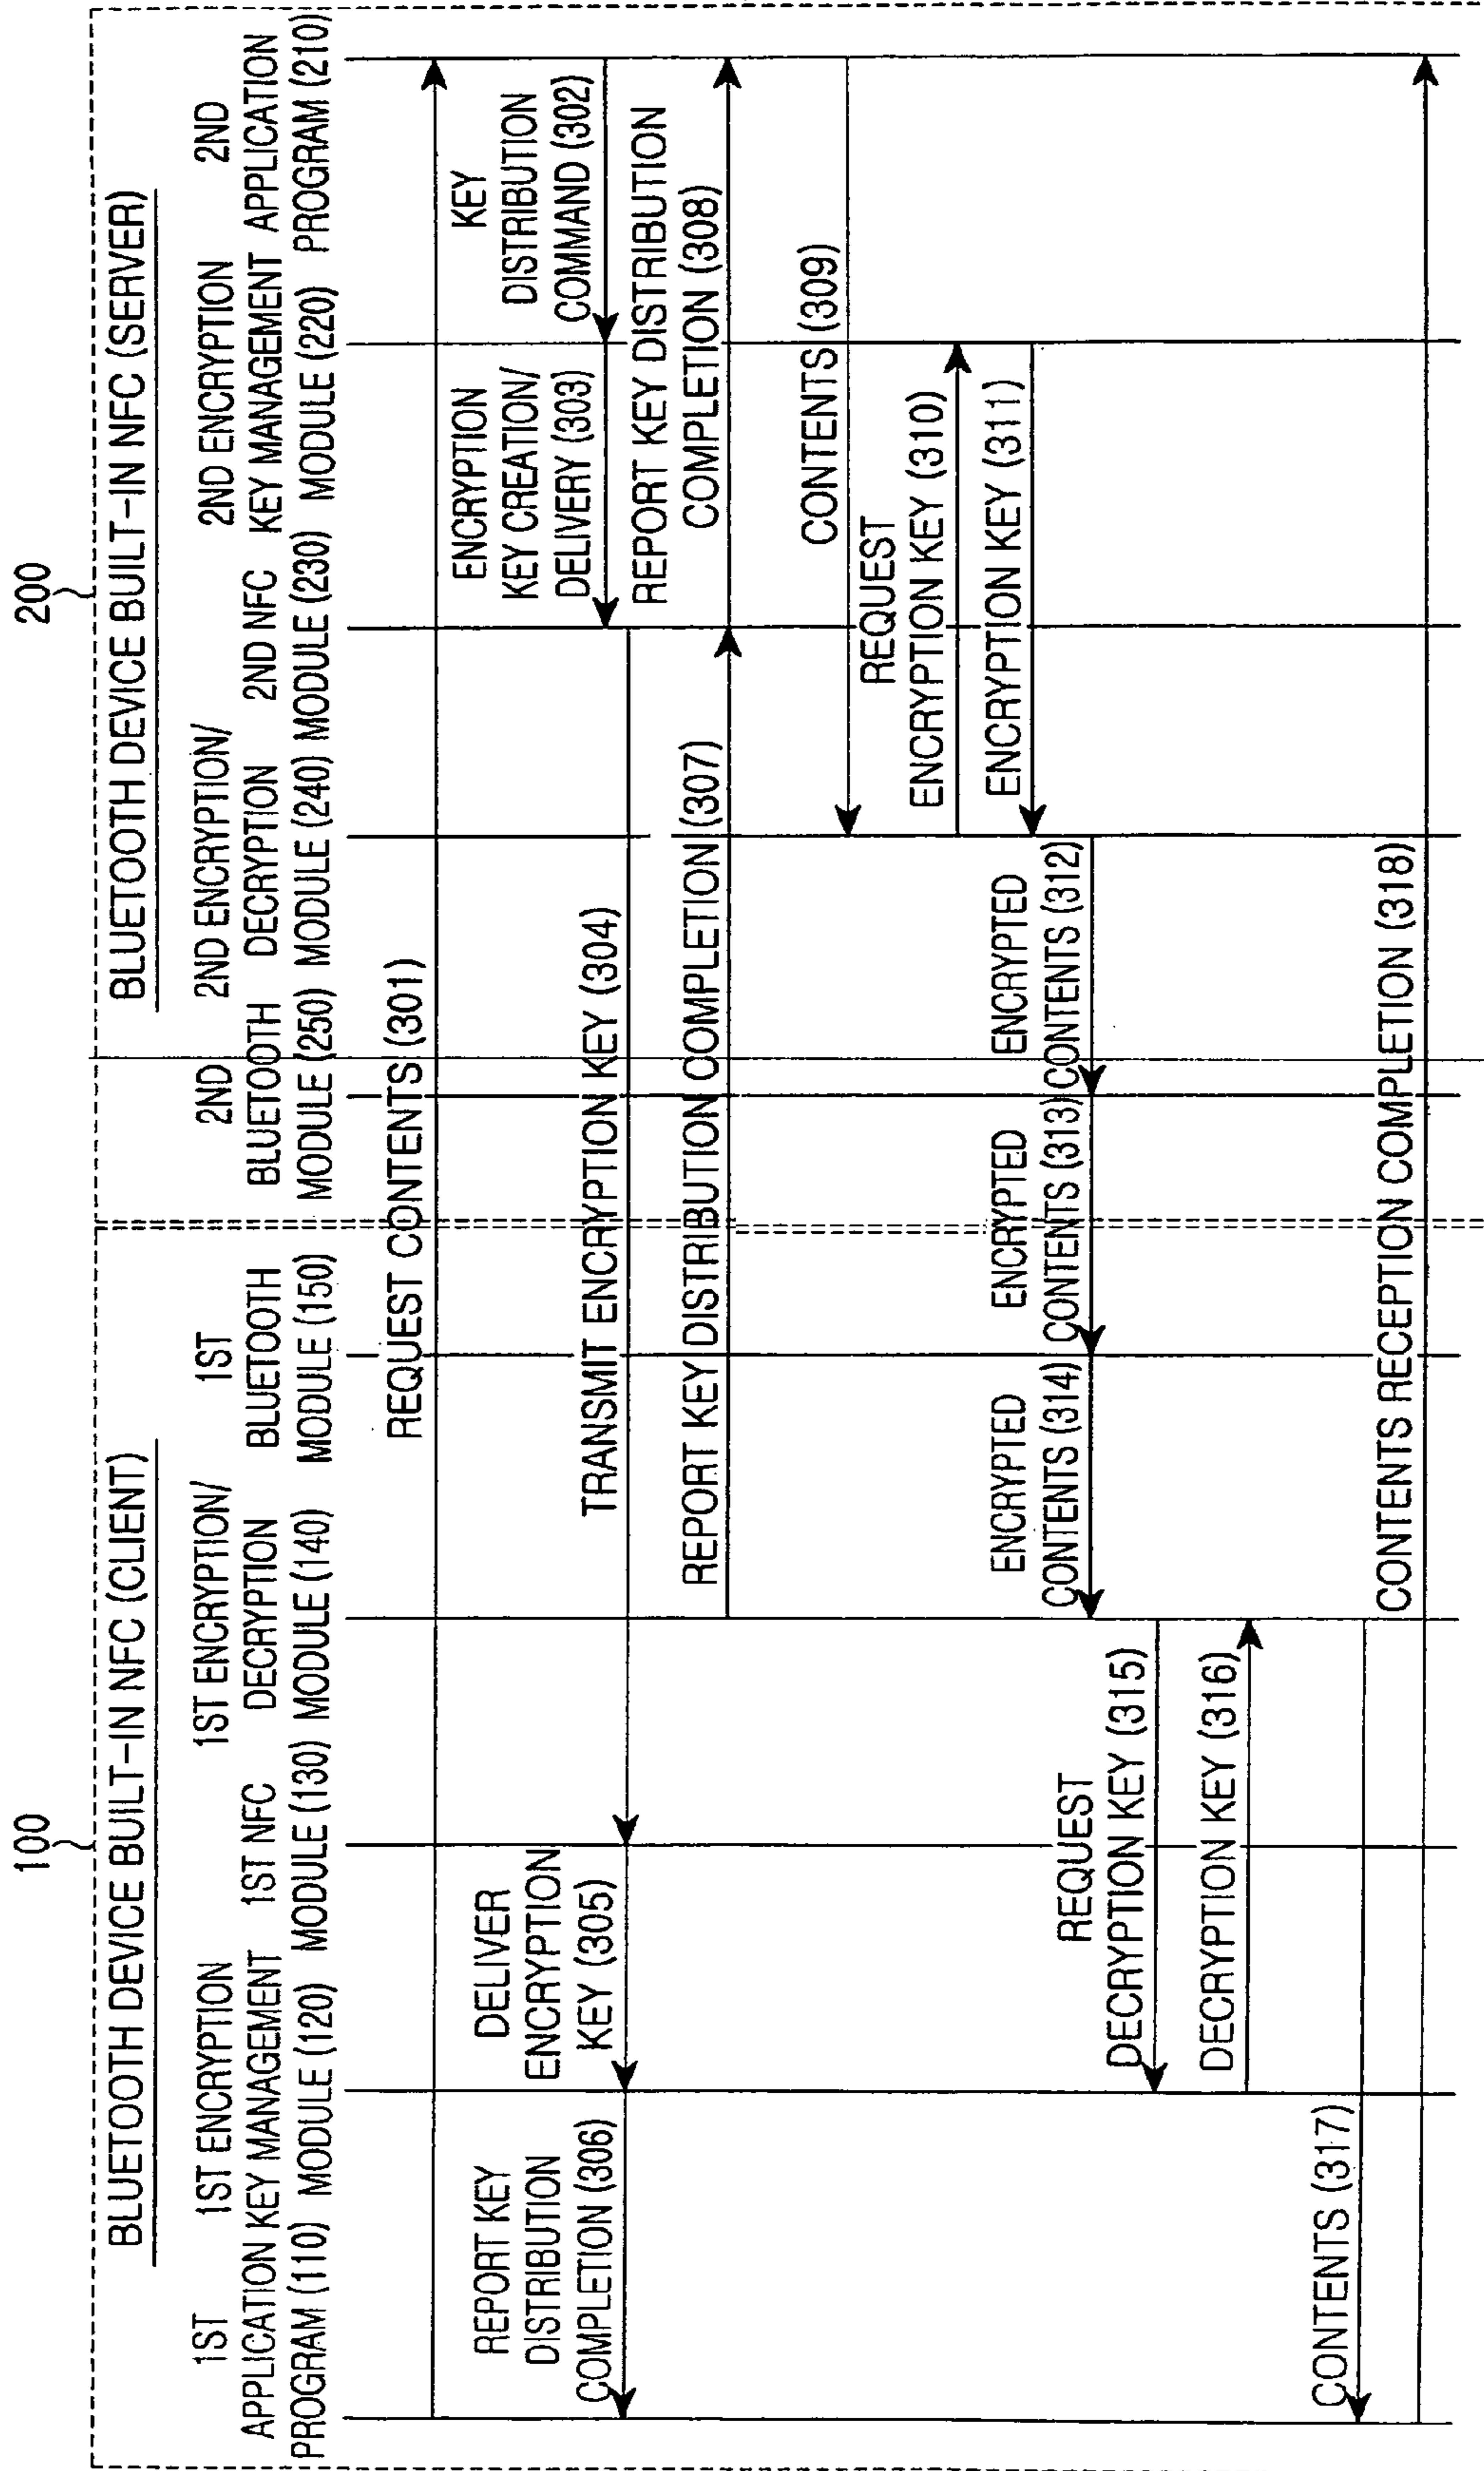 100
200
BLUETOOTH DEVICE BUILT-IN NFC (CLIENT)
BLUETOOTH DEVICE BUILT-IN NFC (SERVER)
1ST
APPLICATION
PROGRAM (110)
1ST ENCRYPTION
KEY MANAGEMENT
MODULE (120)
1ST NFC
MODULE (130)
1ST ENCRYPTION/
DECRYPTION
MODULE (140)
1ST
BLUETOOTH
MODULE (150)
2ND
BLUETOOTH
MODULE (250)
2ND ENCRYPTION/
DECRYPTION
MODULE (240)
2ND NFC
MODULE (230)
2ND ENCRYPTION
KEY MANAGEMENT
MODULE (220)
2ND
APPLICATION
PROGRAM (210)
REQUEST CONTENTS (301)
KEY
DISTRIBUTION
COMMAND (302)
ENCRYPTION
KEY CREATION/
DELIVERY (303)
TRANSMIT ENCRYPTION KEY (304)
DELIVER
ENCRYPTION
KEY (305)
REPORT KEY
DISTRIBUTION
COMPLETION (306)
REPORT KEY DISTRIBUTION COMPLETION (307)
REPORT KEY DISTRIBUTION
COMPLETION (308)
CONTENTS (309)
REQUEST
ENCRYPTION KEY (310)
ENCRYPTION KEY (311)
ENCRYPTED
CONTENTS (312)
ENCRYPTED
CONTENTS (313)
ENCRYPTED
CONTENTS (314)
REQUEST
DECRYPTION KEY (315)
DECRYPTION KEY (316)
CONTENTS (317)
CONTENTS RECEPTION COMPLETION (318)